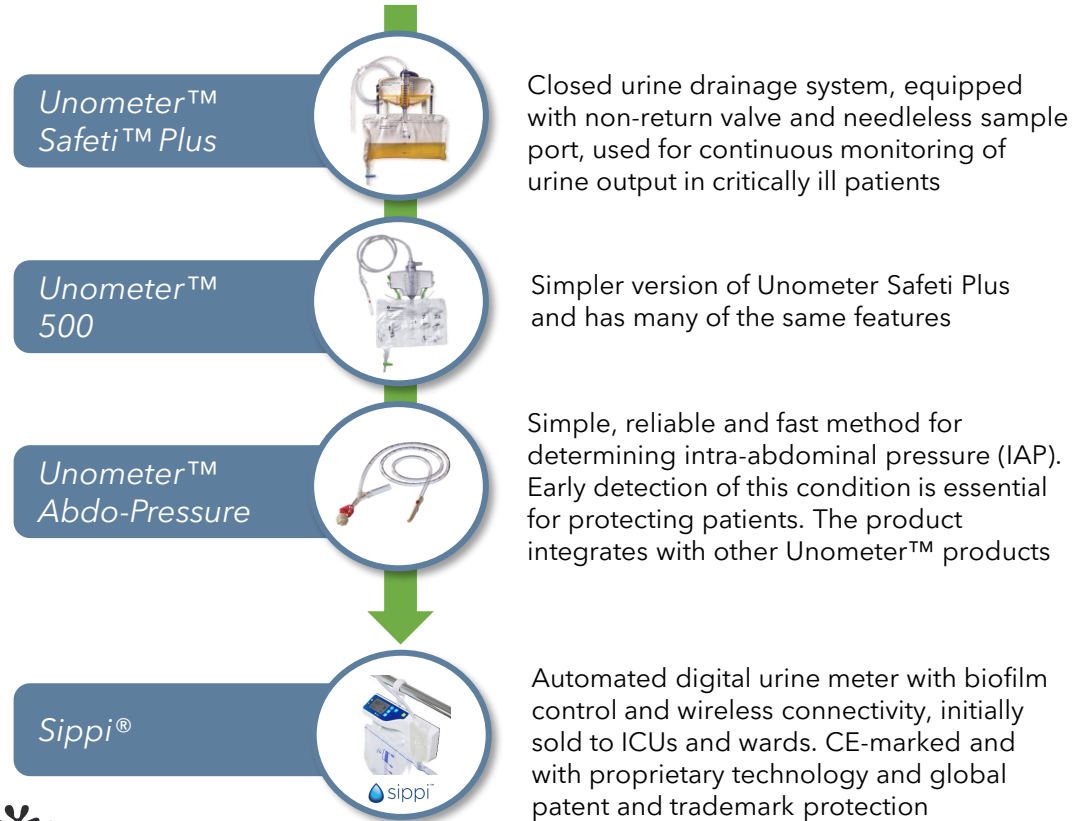 Unometer™
Safeti™ Plus
Closed urine drainage system, equipped
with non-return valve and needleless sample
port, used for continuous monitoring of
urine output in critically ill patients
Unometer™
500
Simpler version of Unometer Safeti Plus
and has many of the same features
Unometer™
Abdo-Pressure
Simple, reliable and fast method for
determining intra-abdominal pressure (IAP).
Early detection of this condition is essential
for protecting patients. The product
integrates with other Unometer™ products
Sippi®
sippi™
Automated digital urine meter with biofilm
control and wireless connectivity, initially
sold to ICUs and wards. CE-marked and
with proprietary technology and global
patent and trademark protection